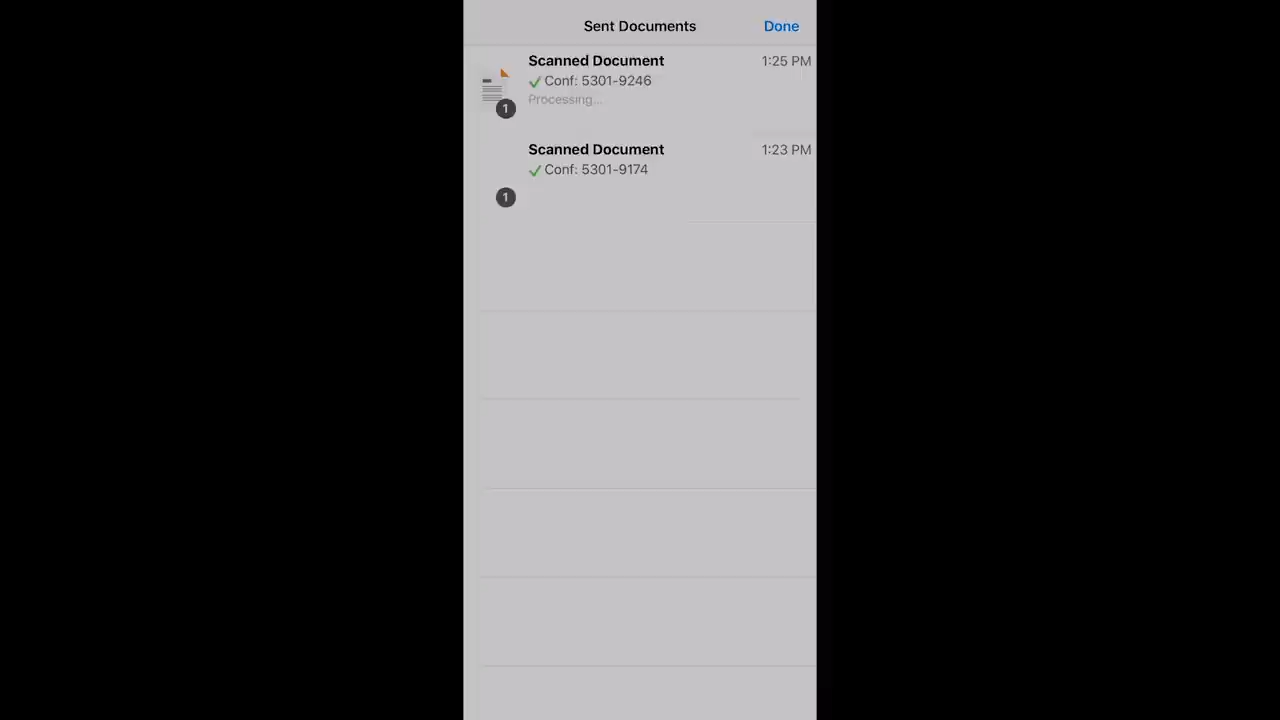 Sent Documents Done
Scanned Document 1:25 PM
Conf: 5301-9246
Processing...
1
Scanned Document 1:23 PM
Conf: 5301-9174
1